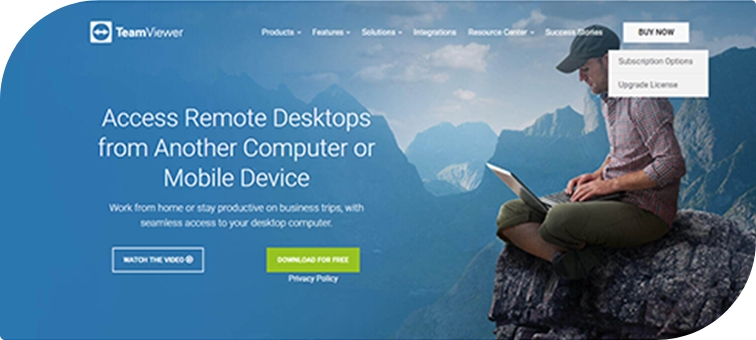 TeamViewer
Products Features Solutions Integrations Resource Center Success Stories BUY NOW
Subscription Options
Upgrade License
Access Remote Desktops
from Another Computer or
Mobile Device
Work from home or stay productive on business trips, with
seamless access to your desktop computer.
WATCH THE VIDEO DOWNLOAD FOR FREE
Privacy Policy